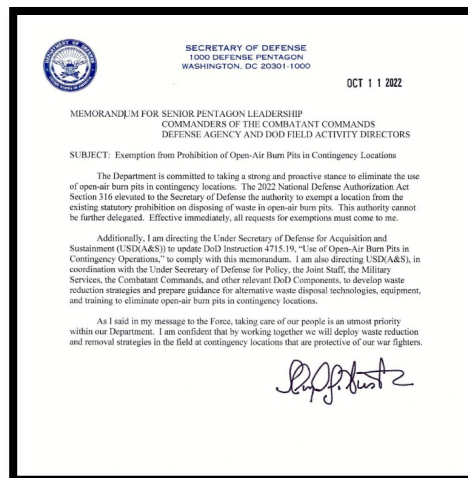 SECRETARY OF DEFENSE
1000 DEFENSE PENTAGON
WASHINGTON, DC 20301-1000
OCT 11 2022
MEMORANDUM FOR SENIOR PENTAGON LEADERSHIP
COMMANDERS OF THE COMBATANT COMMANDS
DEFENSE AGENCY AND DOD FIELD ACTIVITY DIRECTORS
SUBJECT: Exemption from Prohibition of Open-Air Burn Pits in Contingency Locations
The Department is committed to taking a strong and proactive stance to eliminate the use
of open-air burn pits in contingency locations. The 2022 National Defense Authorization Act
Section 316 elevated to the Secretary of Defense the authority to exempt a location from the
existing statutory prohibition on disposing of waste in open-air burn pits. This authority cannot
be further delegated. Effective immediately, all requests for exemptions must come to me.
Additionally, I am directing the Under Secretary of Defense for Acquisition and
Sustainment (USD(A&S)) to update DoD Instruction 4715.19, "Use of Open-Air Burn Pits in
Contingency Operations," to comply with this memorandum. I am also directing USD(A&S), in
coordination with the Under Secretary of Defense for Policy, the Joint Staff, the Military
Services, the Combatant Commands, and other relevant DoD Components, to develop waste
reduction strategies and prepare guidance for alternative waste disposal technologies, equipment,
and training to eliminate open-air burn pits in contingency locations.
As I said in my message to the Force, taking care of our people is an utmost priority
within our Department. I am confident that by working together we will deploy waste reduction
and removal strategies in the field at contingency locations that are protective of our war fighters.